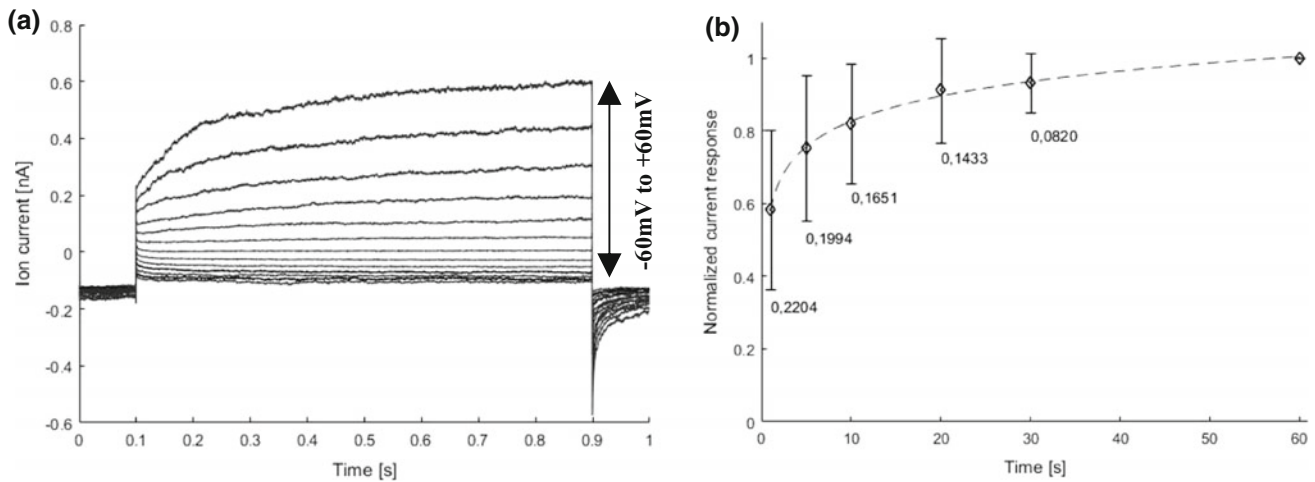 (a)
0.8
0.6
0.4
0.2
0
-0.2
-0.4
-0.6
Ion current [nA]
0 0.1 0.2 0.3 0.4 0.5 0.6 0.7 0.8 0.9 1
Time [s]
-60mV to +60mV
(b)
1
0.8
0.6
0.4
0.2
0
Normalized current response
0,2204
0,1994
0,1651
0,1433
0,0820
0 10 20 30 40 50 60
Time [s]